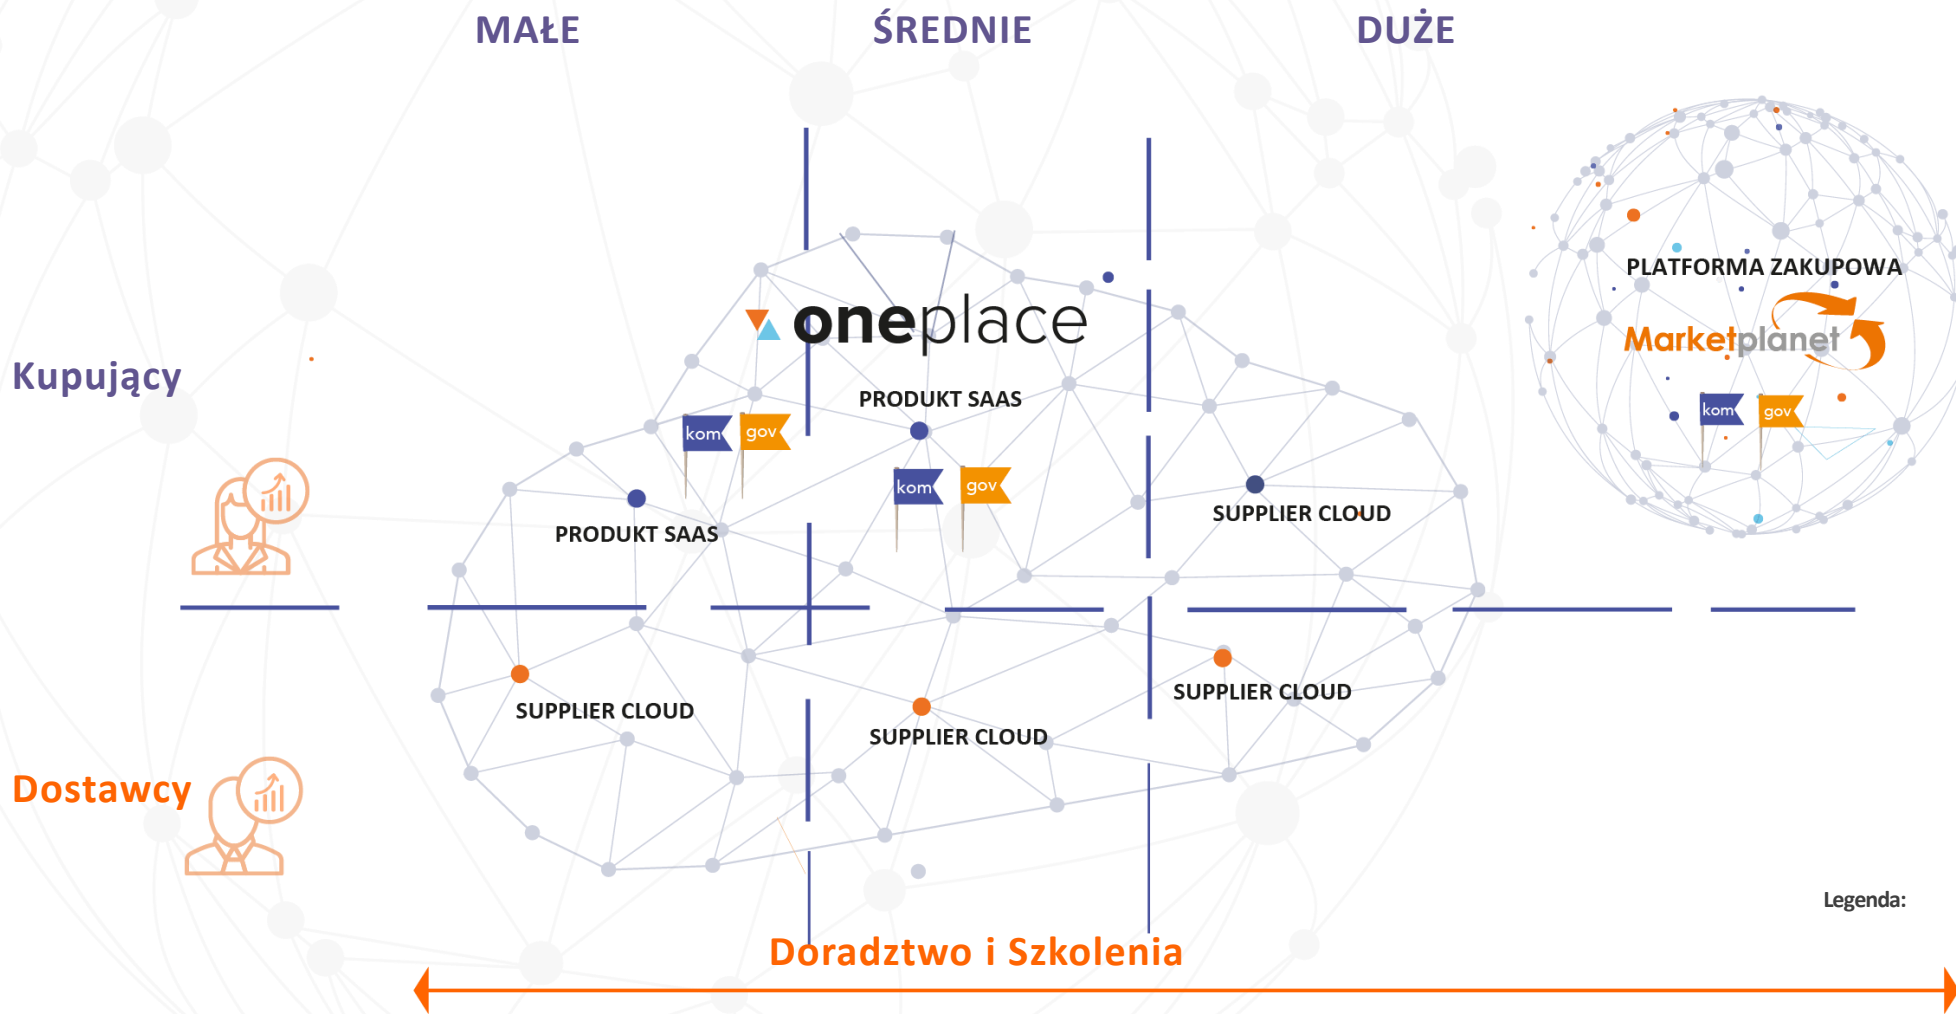 MAŁE
ŚREDNIE
DUŻE
PLATFORMA ZAKUPOWA
oneplace
Marketplanet
Kupujący
PRODUKT SAAS
kom
gov
kom
gov
kom
gov
SUPPLIER CLOUD
PRODUKT SAAS
SUPPLIER CLOUD
SUPPLIER CLOUD
SUPPLIER CLOUD
Dostawcy
Legenda:
Doradztwo i Szkolenia